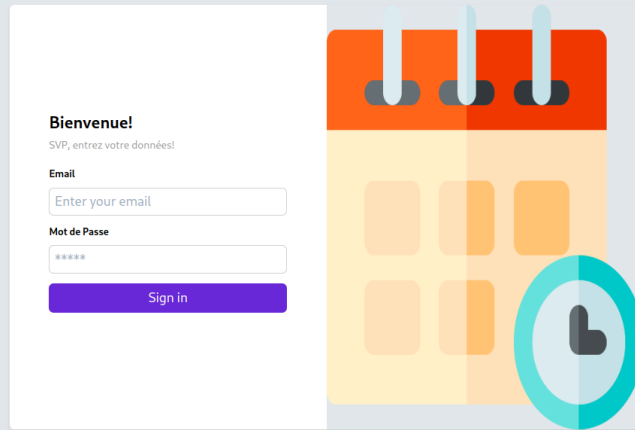 Bienvenue!
SVP, entrez votre données!
Email
Enter your email
Mot de Passe
*****
Sign in